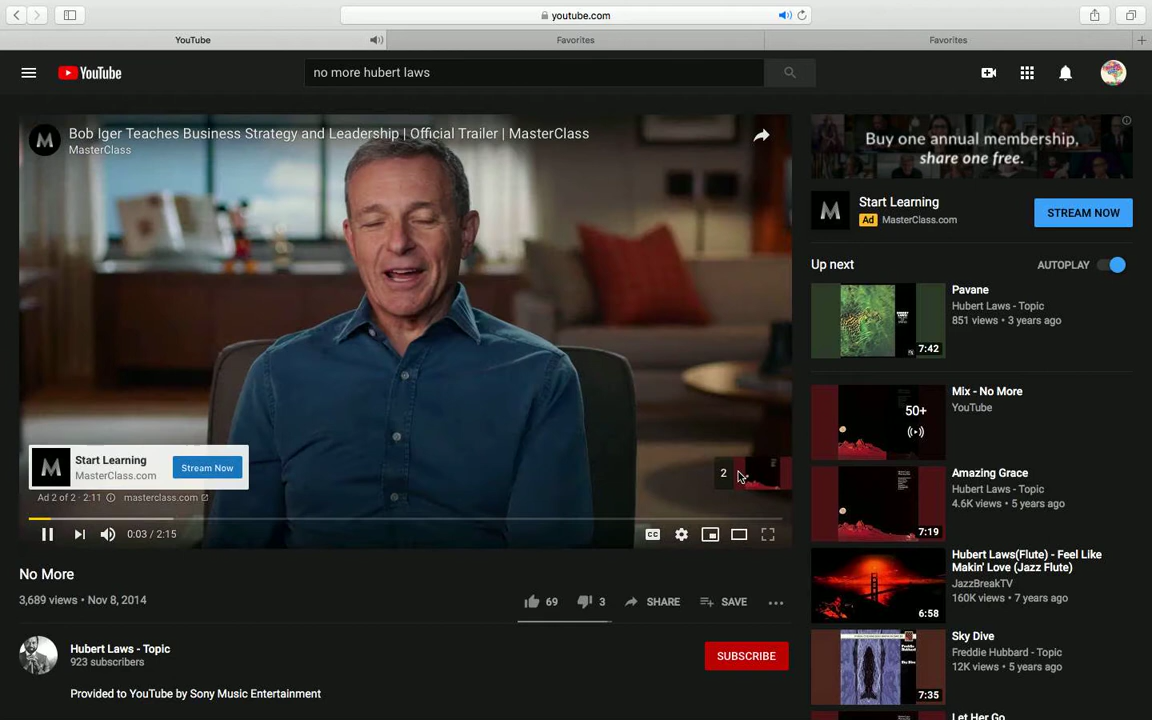 youtube.com
YouTube
Favorites
Favorites
YouTube
no more hubert laws
M
Bob Iger Teaches Business Strategy and Leadership | Official Trailer | MasterClass
MasterClass
M
Start Learning
MasterClass.com
Stream Now
2
Ad 2 of 2 · 2:11
masterclass.com
0:03 / 2:15
CC
No More
3,689 views • Nov 8, 2014
69
3
SHARE
SAVE
Hubert Laws - Topic
923 subscribers
SUBSCRIBE
Provided to YouTube by Sony Music Entertainment
Buy one annual membership,
share one free.
M
Start Learning
Ad MasterClass.com
STREAM NOW
Up next
AUTOPLAY
Pavane
Hubert Laws - Topic
851 views • 3 years ago
7:42
Mix - No More
YouTube
50+
Amazing Grace
Hubert Laws - Topic
4.6K views • 5 years ago
7:19
Hubert Laws(Flute) - Feel Like
Makin' Love (Jazz Flute)
JazzBreakTV
160K views • 7 years ago
6:58
Sky Dive
Freddie Hubbard - Topic
12K views • 5 years ago
7:35
Let Her Go